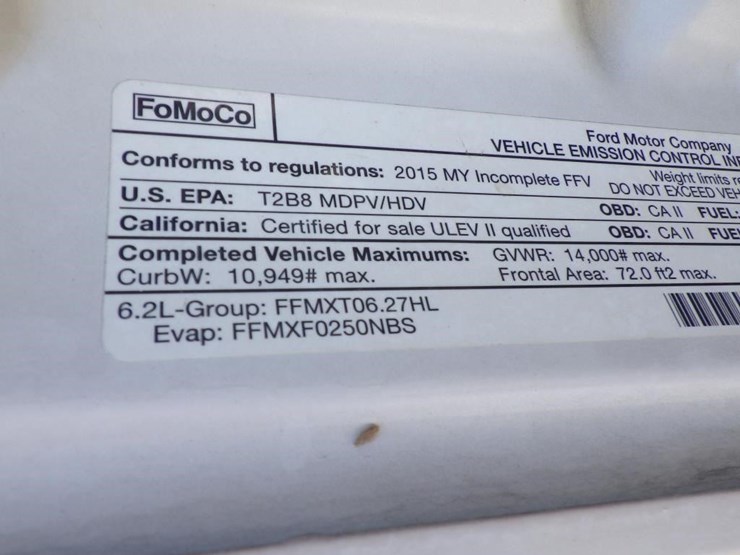 FoMoCo
Ford Motor Company
VEHICLE EMISSION CONTROL
Conforms to regulations: 2015 MY Incomplete FFV
Weight limits
DO NOT EXCEED
U.S. EPA: T2B8 MDPV/HDV OBD: CA II FUEL:
California: Certified for sale ULEV II qualified OBD: CA II
Completed Vehicle Maximums: GVWR: 14,000# max.
CurbW: 10,949# max. Frontal Area: 72.0 ft2 max.
6.2L-Group: FFMXT06.27HL
Evap: FFMXF0250NBS